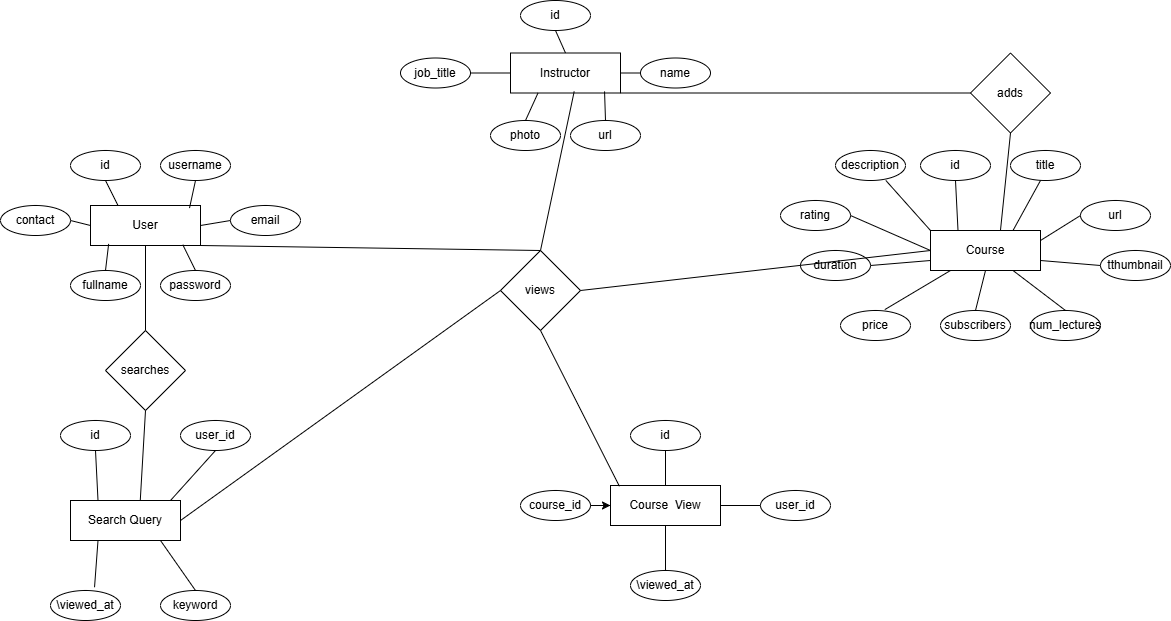 id
job_title
Instructor
name
adds
photo
url
id
username
description
id
title
contact
User
email
rating
url
Course
fullname
password
duration
tthumbnail
views
price
subscribers
num_lectures
searches
id
user_id
id
Search Query
course_id
Course View
user_id
\viewed_at
keyword
\viewed_at